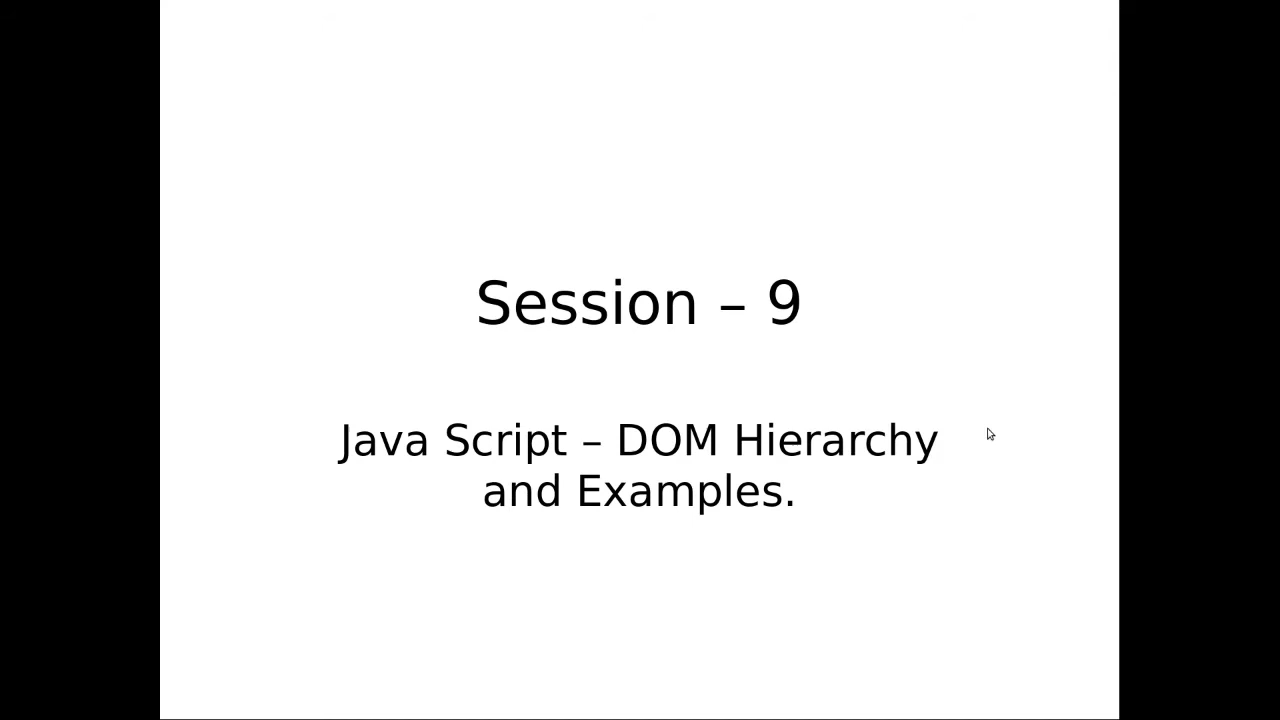 Session – 9
Java Script – DOM Hierarchy
and Examples.